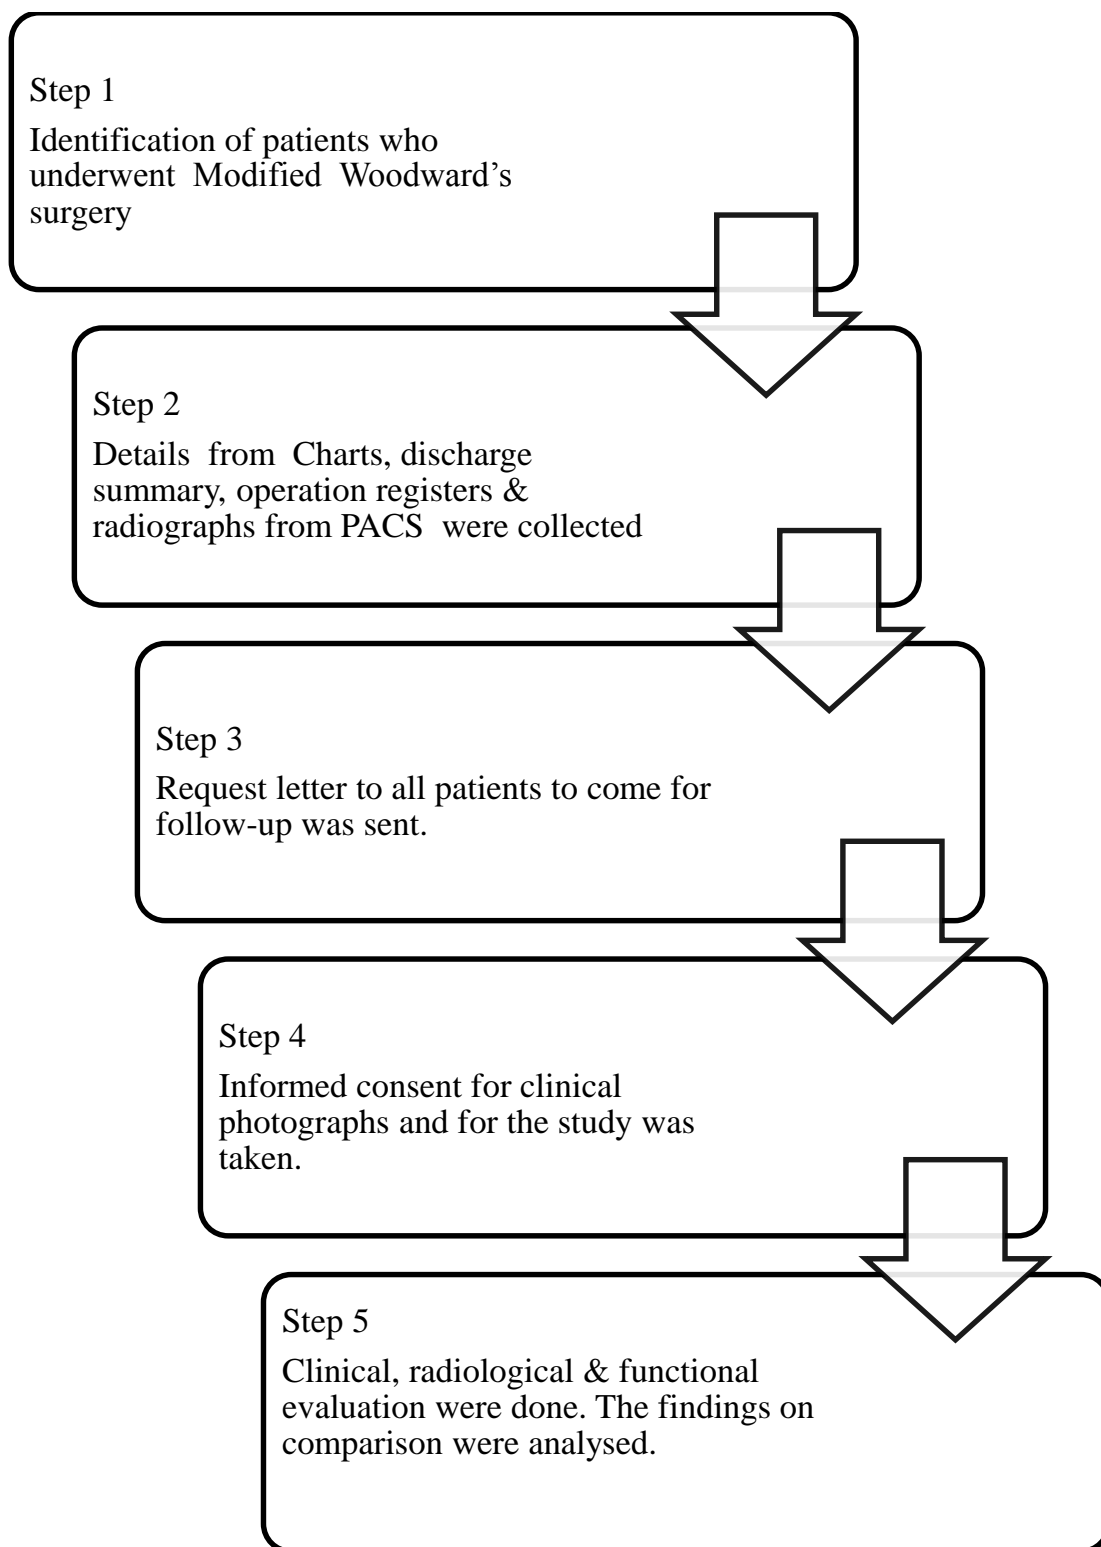 Step 1
Identification of patients who
underwent Modified Woodward’s
surgery
Step 2
Details from Charts, discharge
summary, operation registers &
radiographs from PACS were collected
Step 3
Request letter to all patients to come for
follow-up was sent.
Step 4
Informed consent for clinical
photographs and for the study was
taken.
Step 5
Clinical, radiological & functional
evaluation were done. The findings on
comparison were analysed.